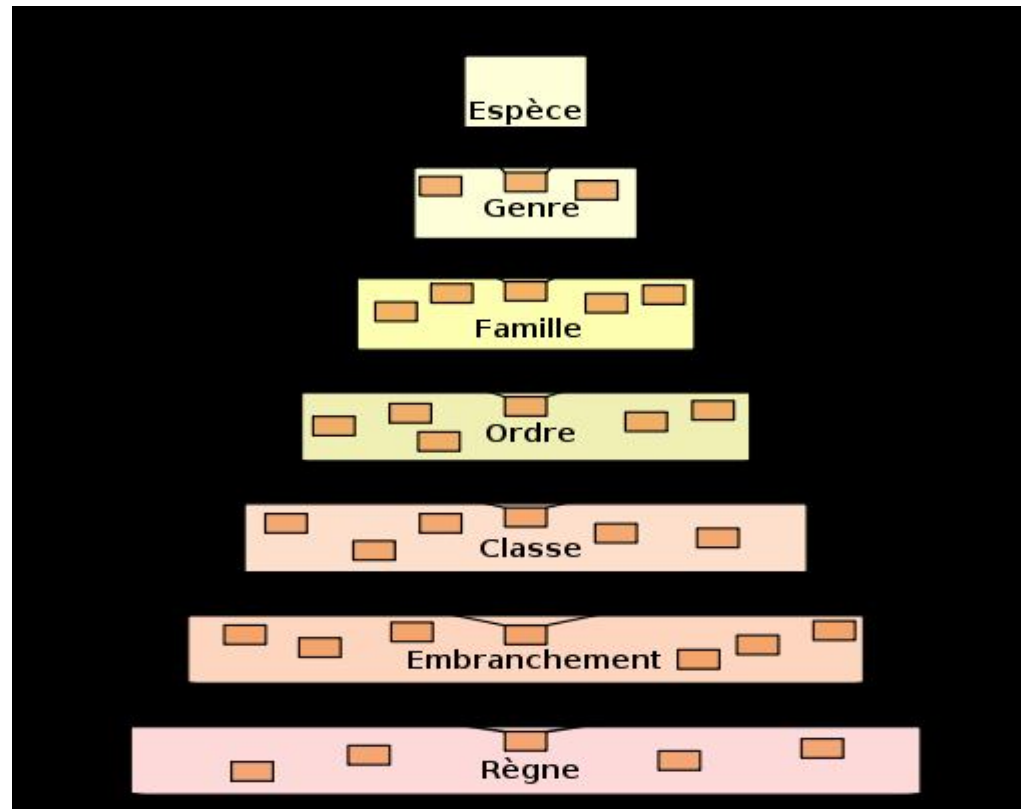 Espèce
Genre
Famille
Ordre
Classe
Embranchement
Règne